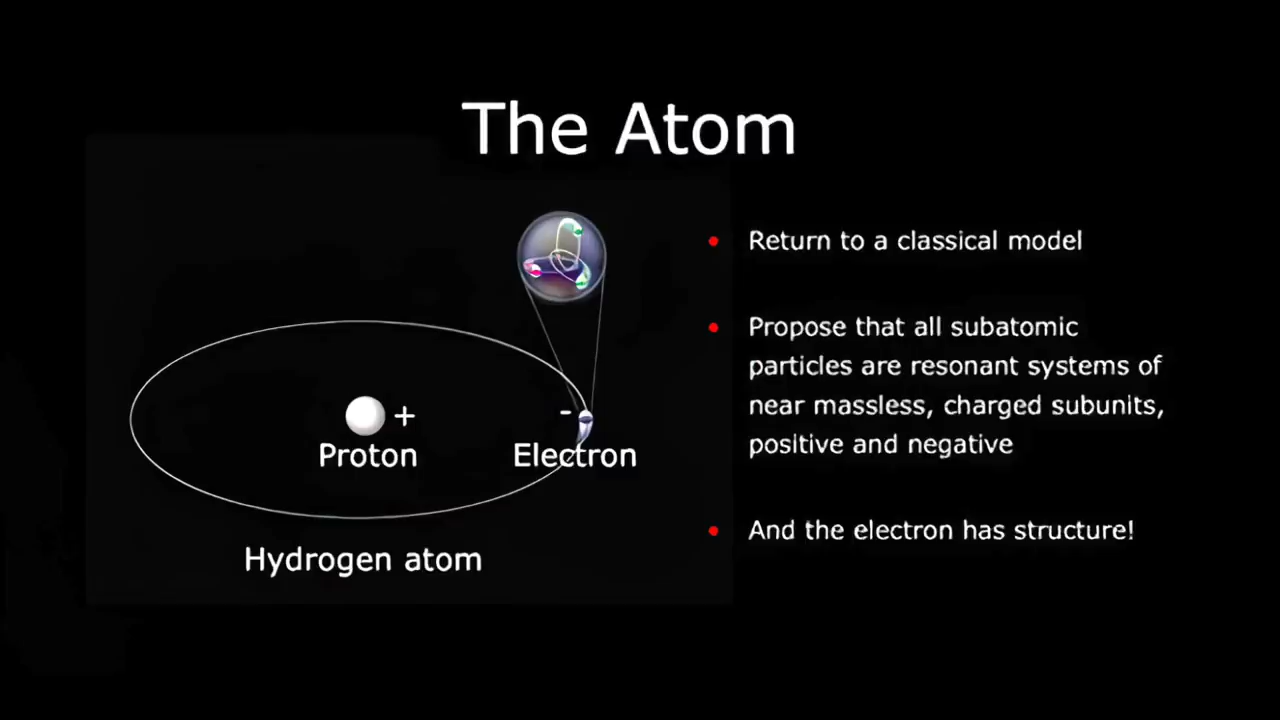 The Atom
Return to a classical model
Propose that all subatomic
particles are resonant systems of
near massless, charged subunits,
positive and negative
And the electron has structure!
+
-
Proton
Electron
Hydrogen atom